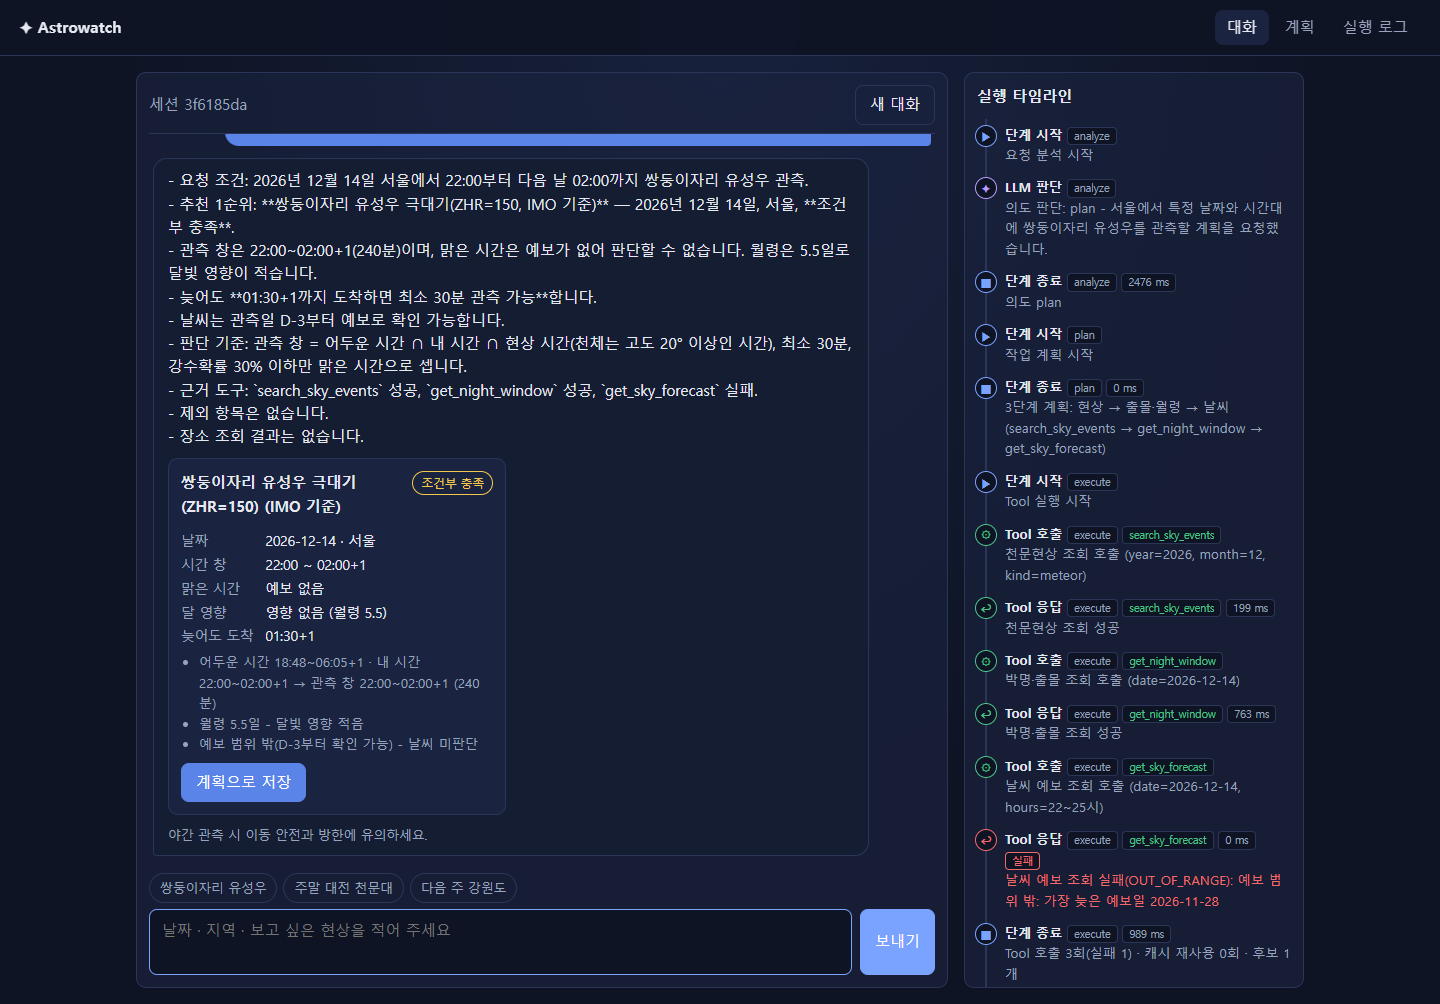 ✦ Astrowatch
대화
계획
실행 로그
세션 3f6185da
새 대화
- 요청 조건: 2026년 12월 14일 서울에서 22:00부터 다음 날 02:00까지 쌍둥이자리 유성우 관측.
- 추천 1순위: **쌍둥이자리 유성우 극대기(ZHR=150, IMO 기준)** — 2026년 12월 14일, 서울, **조건
부 충족**.
- 관측 창은 22:00~02:00+1(240분)이며, 맑은 시간은 예보가 없어 판단할 수 없습니다. 월령은 5.5일로
달빛 영향이 적습니다.
- 늦어도 **01:30+1까지 도착하면 최소 30분 관측 가능**합니다.
- 날씨는 관측일 D-3부터 예보로 확인 가능합니다.
- 판단 기준: 관측 창 = 어두운 시간 ∩ 내 시간 ∩ 현상 시간(천체는 고도 20° 이상인 시간), 최소 30분,
강수확률 30% 이하만 맑은 시간으로 셉니다.
- 근거 도구: `search_sky_events` 성공, `get_night_window` 성공, `get_sky_forecast` 실패.
- 제외 항목은 없습니다.
- 장소 조회 결과는 없습니다.
쌍둥이자리 유성우 극대기
(ZHR=150) (IMO 기준)
조건부 충족
날짜 2026-12-14 · 서울
시간 창 22:00 ~ 02:00+1
맑은 시간 예보 없음
달 영향 영향 없음 (월령 5.5)
늦어도 도착 01:30+1
• 어두운 시간 18:48~06:05+1 · 내 시간
22:00~02:00+1 → 관측 창 22:00~02:00+1 (240
분)
• 월령 5.5일 - 달빛 영향 적음
• 예보 범위 밖(D-3부터 확인 가능) - 날씨 미판단
계획으로 저장
야간 관측 시 이동 안전과 방한에 유의하세요.
쌍둥이자리 유성우
주말 대전 천문대
다음 주 강원도
날짜 · 지역 · 보고 싶은 현상을 적어 주세요
보내기
실행 타임라인
단계 시작 analyze
요청 분석 시작
LLM 판단 analyze
의도 판단: plan - 서울에서 특정 날짜와 시간대
에 쌍둥이자리 유성우를 관측할 계획을 요청했
습니다.
단계 종료 analyze 2476 ms
의도 plan
단계 시작 plan
작업 계획 시작
단계 종료 plan 0 ms
3단계 계획: 현상 → 출몰·월령 → 날씨
(search_sky_events → get_night_window →
get_sky_forecast)
단계 시작 execute
Tool 실행 시작
Tool 호출 execute search_sky_events
천문현상 조회 호출 (year=2026, month=12,
kind=meteor)
Tool 응답 execute search_sky_events 199 ms
천문현상 조회 성공
Tool 호출 execute get_night_window
박명·출몰 조회 호출 (date=2026-12-14)
Tool 응답 execute get_night_window 763 ms
박명·출몰 조회 성공
Tool 호출 execute get_sky_forecast
날씨 예보 조회 호출 (date=2026-12-14,
hours=22~25시)
Tool 응답 execute get_sky_forecast 0 ms
실패
날씨 예보 조회 실패(OUT_OF_RANGE): 예보 범
위 밖: 가장 늦은 예보일 2026-11-28
단계 종료 execute 989 ms
Tool 호출 3회(실패 1) · 캐시 재사용 0회 · 후보 1
개